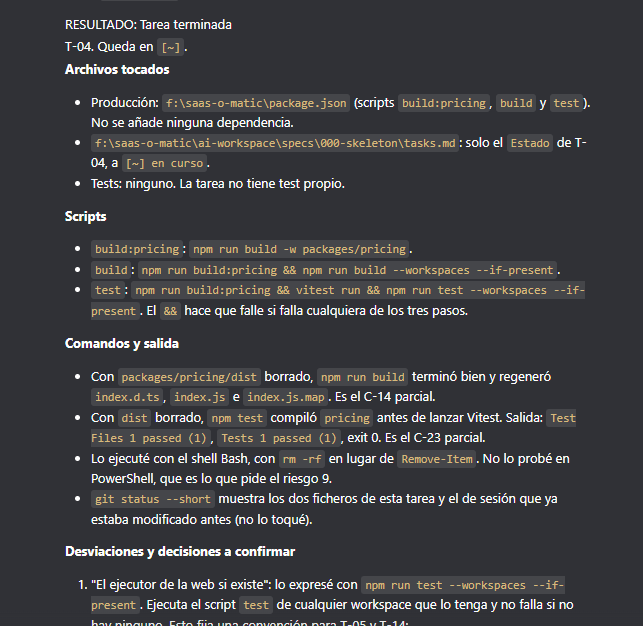 RESULTADO: Tarea terminada
T-04. Queda en [~].
Archivos tocados
• Producción: f:\saas-o-matic\package.json (scripts build:pricing, build y test).
No se añade ninguna dependencia.
• f:\saas-o-matic\ai-workspace\specs\000-skeleton\tasks.md: solo el Estado de T-
04, a [~] en curso.
• Tests: ninguno. La tarea no tiene test propio.
Scripts
• build:pricing: npm run build -w packages/pricing.
• build: npm run build:pricing && npm run build --workspaces --if-present.
• test: npm run build:pricing && vitest run && npm run test --workspaces --if-
present. El && hace que falle si falla cualquiera de los tres pasos.
Comandos y salida
• Con packages/pricing/dist borrado, npm run build terminó bien y regeneró
index.d.ts, index.js e index.js.map. Es el C-14 parcial.
• Con dist borrado, npm test compiló pricing antes de lanzar Vitest. Salida: Test
Files 1 passed (1), Tests 1 passed (1), exit 0. Es el C-23 parcial.
• Lo ejecuté con el shell Bash, con rm -rf en lugar de Remove-Item. No lo probé en
PowerShell, que es lo que pide el riesgo 9.
• git status --short muestra los dos ficheros de esta tarea y el de sesión que ya
estaba modificado antes (no lo toqué).
Desviaciones y decisiones a confirmar
1. "El ejecutor de la web si existe": lo expresé con npm run test --workspaces --if-
present. Ejecuta el script test de cualquier workspace que lo tenga y no falla si no
hay ninguno. Esto fija una convención para T-05 y T-14: